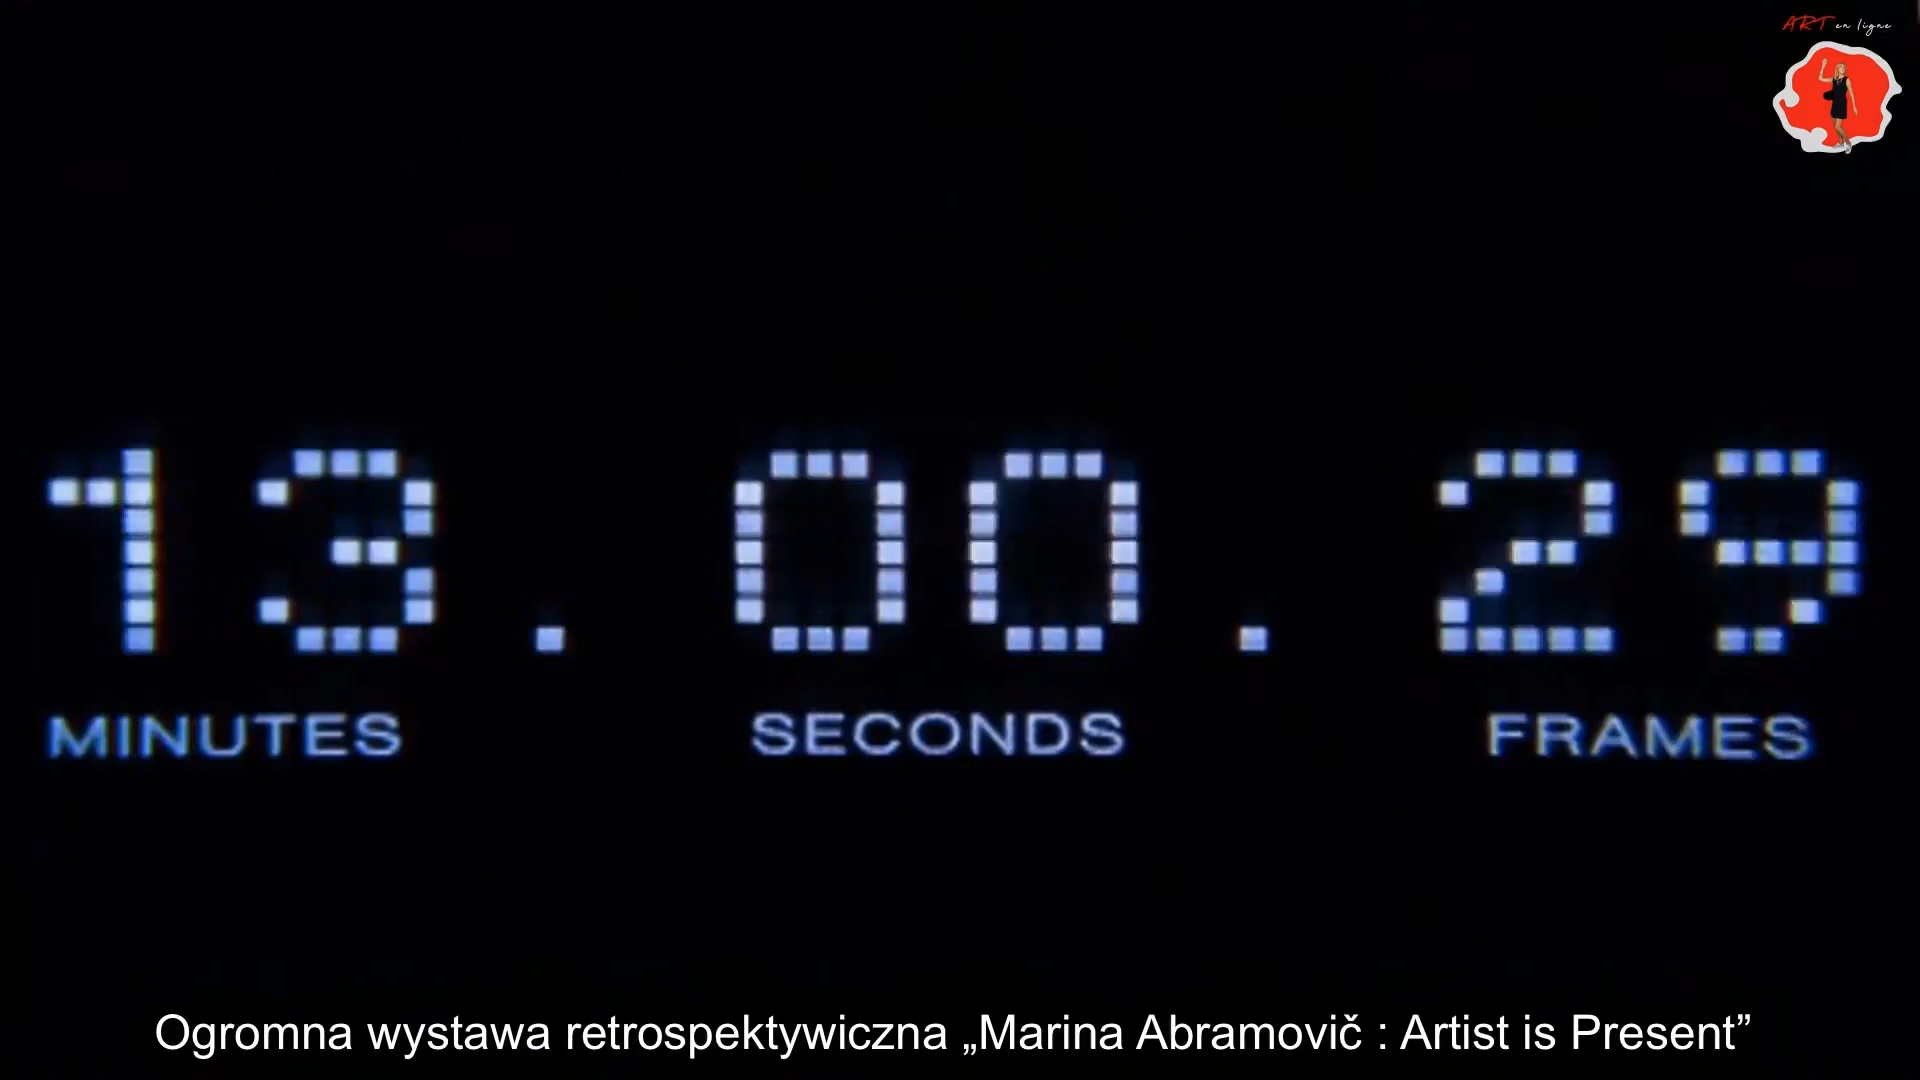 ART en ligne
13.00.29
MINUTES SECONDS FRAMES
Ogromna wystawa retrospektywiczna „Marina Abramovič : Artist is Present”